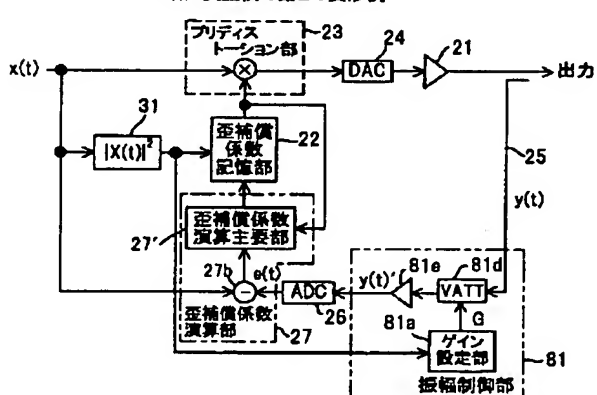 プリディス
トーション部
23
x(t)
24
DAC
21
出力
31
|X(t)|²
歪補償
係数
記憶部
22
25
y(t)
27'
歪補償係数
演算主要部
27b
e(t)
歪補償係数
演算部
27
ADC
26
y(t)'
81e
81d
VATT
G
81a
ゲイン
設定部
81
振幅制御部